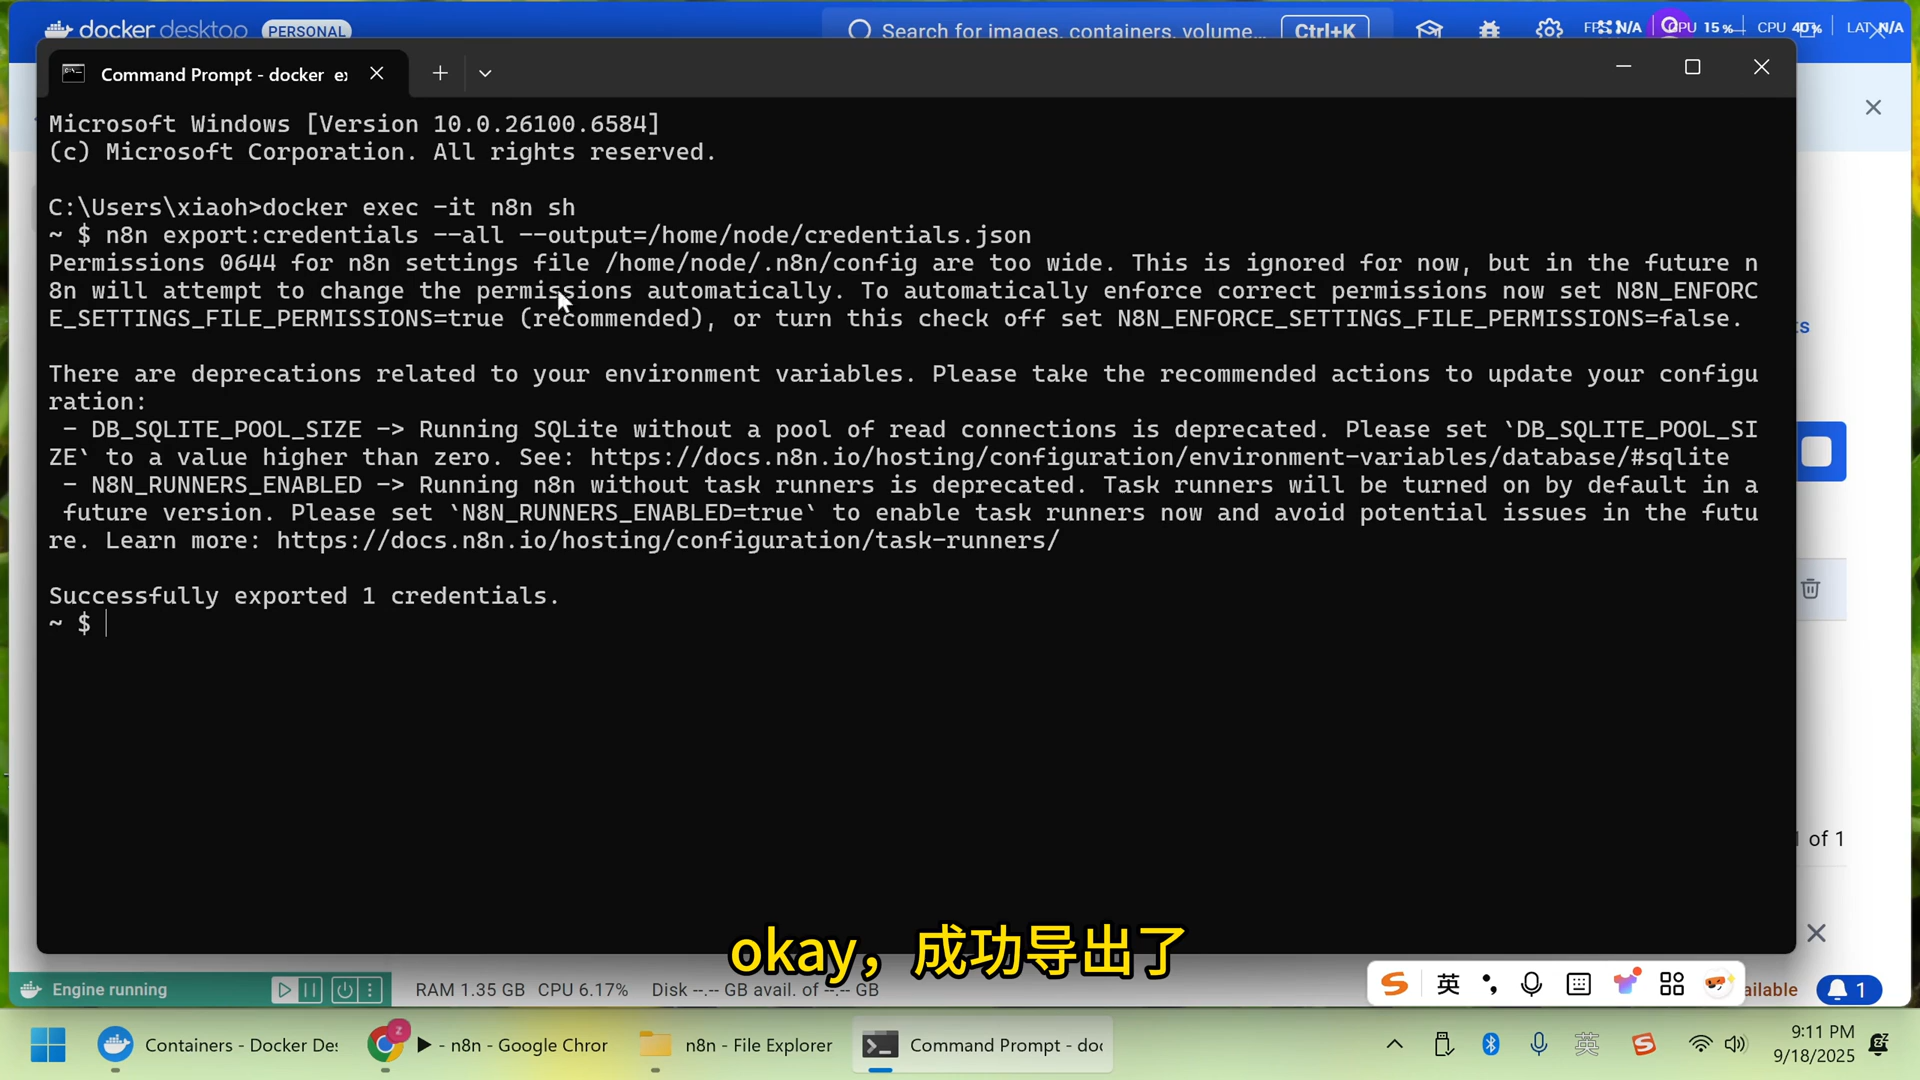 docker desktop PERSONAL
Search for images, containers, volume... Ctrl+K
15% CPU 40% LAT N/A
Command Prompt - docker ex
Microsoft Windows [Version 10.0.26100.6584]
(c) Microsoft Corporation. All rights reserved.
C:\Users\xiaoh>docker exec -it n8n sh
~ $ n8n export:credentials --all --output=/home/node/credentials.json
Permissions 0644 for n8n settings file /home/node/.n8n/config are too wide. This is ignored for now, but in the future n
8n will attempt to change the permissions automatically. To automatically enforce correct permissions now set N8N_ENFORC
E_SETTINGS_FILE_PERMISSIONS=true (recommended), or turn this check off set N8N_ENFORCE_SETTINGS_FILE_PERMISSIONS=false.
There are deprecations related to your environment variables. Please take the recommended actions to update your configu
ration:
- DB_SQLITE_POOL_SIZE -> Running SQLite without a pool of read connections is deprecated. Please set `DB_SQLITE_POOL_SI
ZE` to a value higher than zero. See: https://docs.n8n.io/hosting/configuration/environment-variables/database/#sqlite
- N8N_RUNNERS_ENABLED -> Running n8n without task runners is deprecated. Task runners will be turned on by default in a
future version. Please set `N8N_RUNNERS_ENABLED=true` to enable task runners now and avoid potential issues in the futu
re. Learn more: https://docs.n8n.io/hosting/configuration/task-runners/
Successfully exported 1 credentials.
~ $
of 1
okay，成功导出了
英
Engine running
RAM 1.35 GB CPU 6.17% Disk --.-- GB avail. of --.-- GB
ailable
1
Containers - Docker Des
- n8n - Google Chror
n8n - File Explorer
Command Prompt - doc
英
9:11 PM
9/18/2025